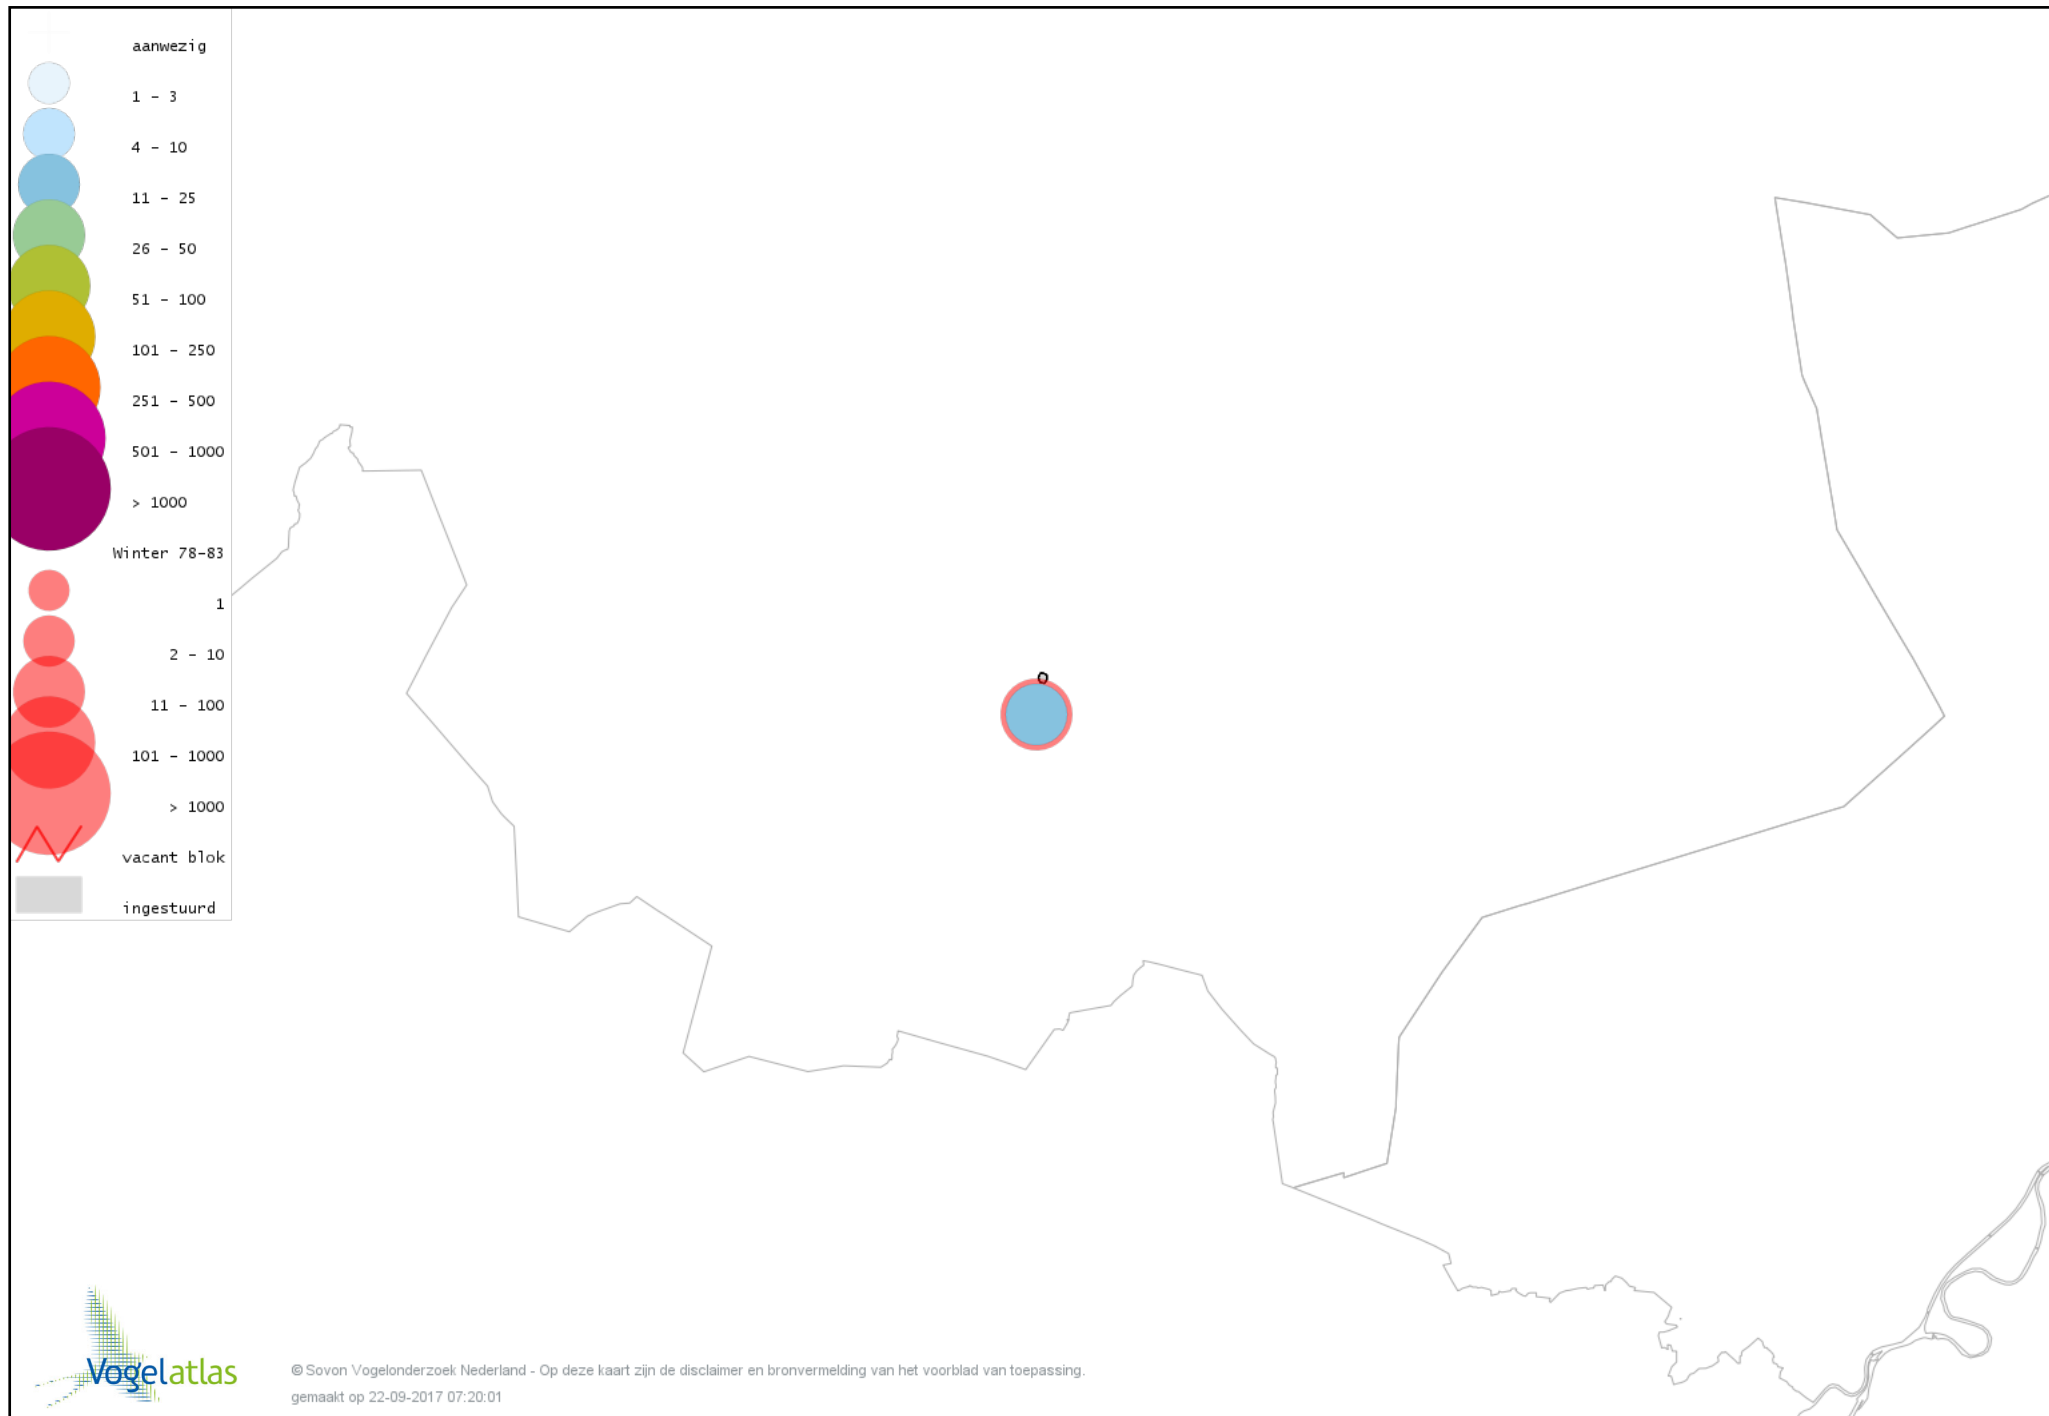 aanwezig
1 - 3
4 - 10
11 - 25
26 - 50
51 - 100
101 - 250
251 - 500
501 - 1000
> 1000
Winter 78-83
1
2 - 10
11 - 100
101 - 1000
> 1000
vacant blok
ingestuurd
0
Vogelatlas
© Sovon Vogelonderzoek Nederland - Op deze kaart zijn de disclaimer en bronvermelding van het voorblad van toepassing.
gemaakt op 22-09-2017 07:20:01